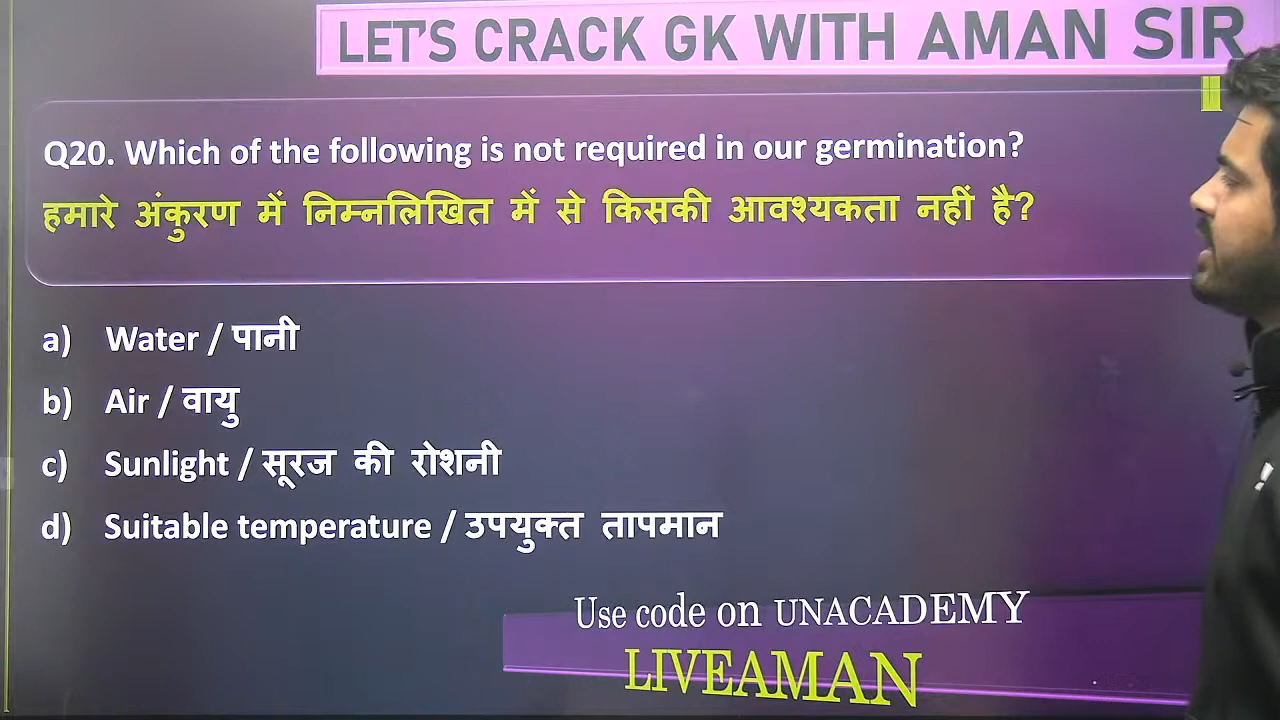 LET'S CRACK GK WITH AMAN SIR
Q20. Which of the following is not required in our germination?
हमारे अंकुरण में निम्नलिखित में से किसकी आवश्यकता नहीं है?
a) Water / पानी
b) Air / वायु
c) Sunlight / सूरज की रोशनी
d) Suitable temperature / उपयुक्त तापमान
Use code on UNACADEMY
LIVEAMAN